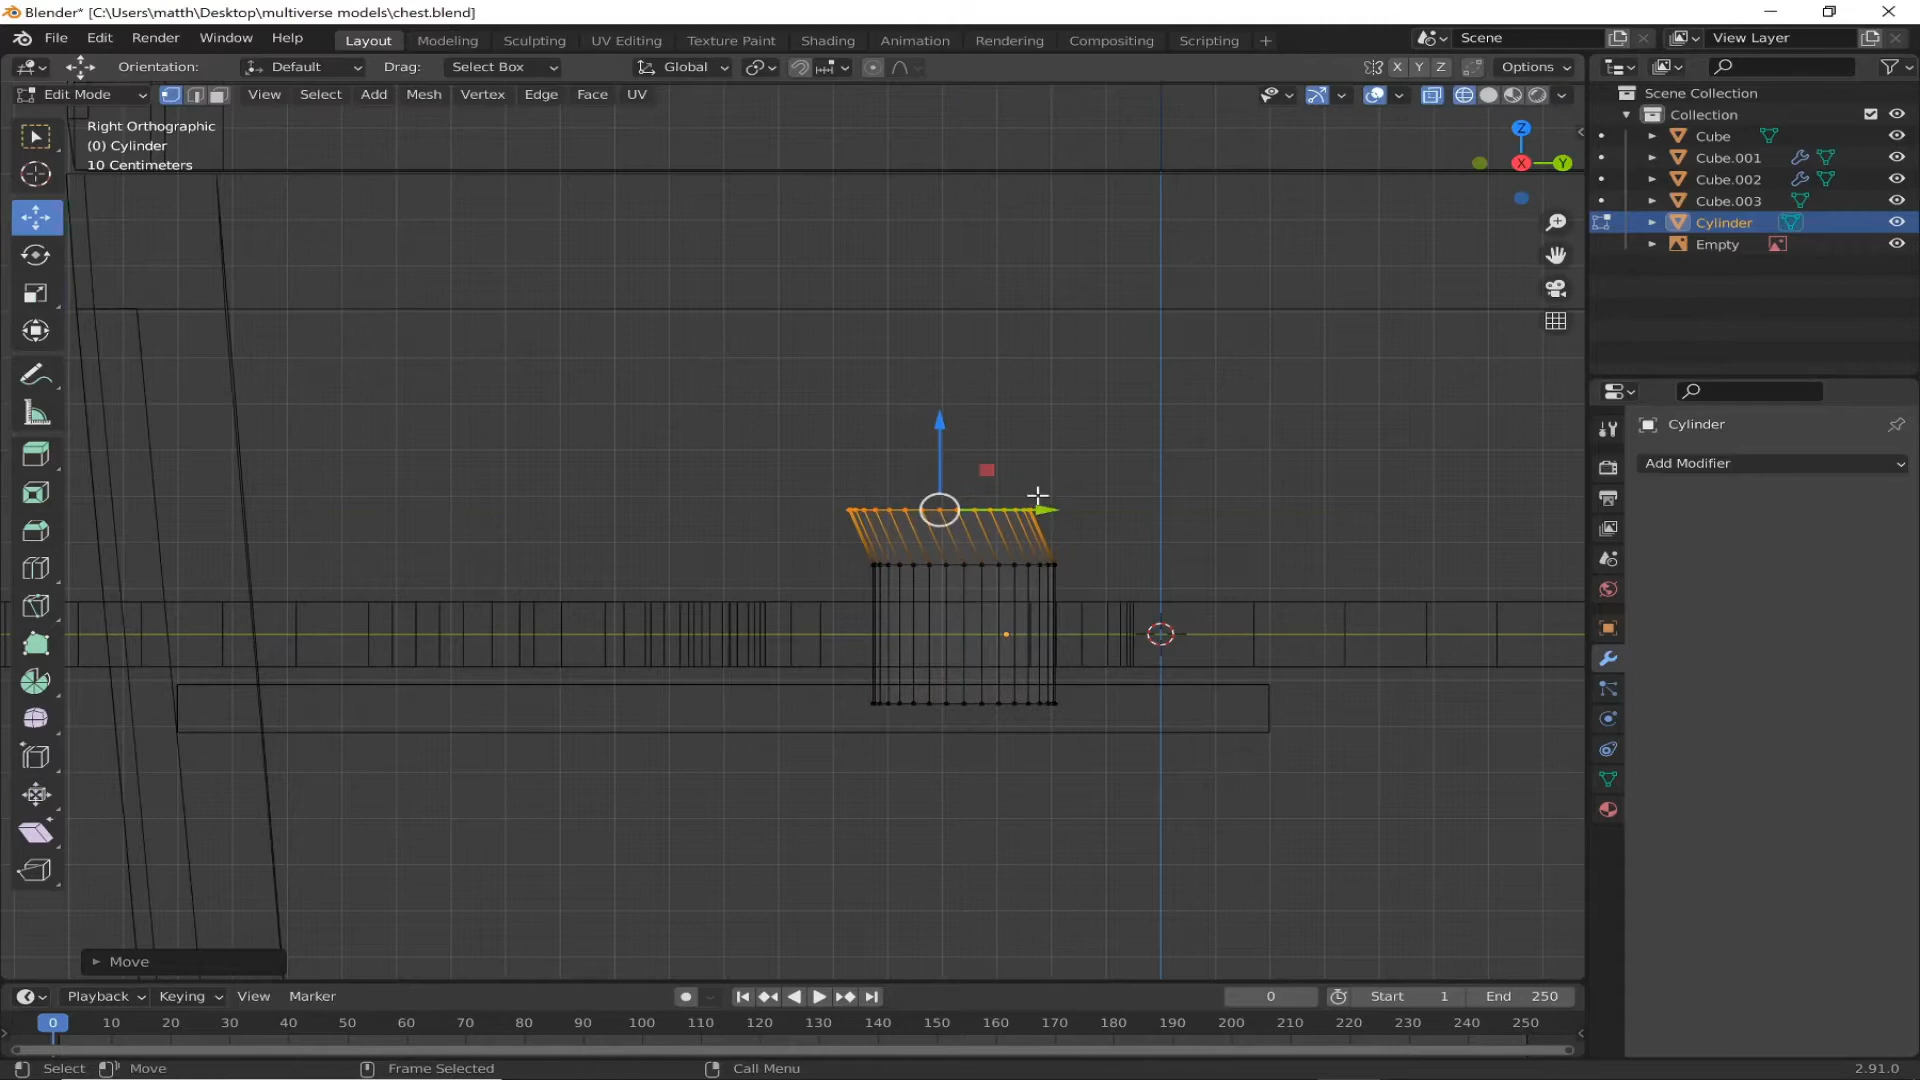 Blender* [C:\Users\matth\Desktop\multiverse models\chest.blend]
File Edit Render Window Help Layout Modeling Sculpting UV Editing Texture Paint Shading Animation Rendering Compositing Scripting + Scene View Layer
Orientation: Default Drag: Select Box Global X Y Z Options
Edit Mode View Select Add Mesh Vertex Edge Face UV
Scene Collection
Collection
Cube
Cube.001
Cube.002
Cube.003
Cylinder
Empty
Right Orthographic
(0) Cylinder
10 Centimeters
Z
X
Y
Cylinder
Add Modifier
Move
Playback Keying View Marker 0 Start 1 End 250
0 10 20 30 40 50 60 70 80 90 100 110 120 130 140 150 160 170 180 190 200 210 220 230 240 250
Select Move Frame Selected Call Menu 2.91.0